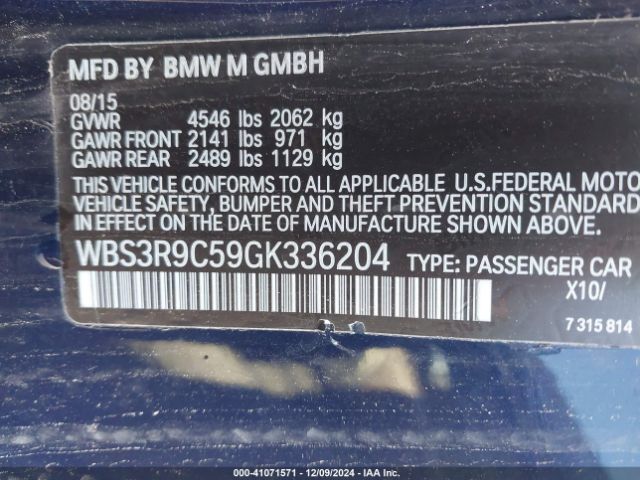 MFD BY BMW M GMBH
08/15
GVWR 4546 lbs 2062 kg
GAWR FRONT 2141 lbs 971 kg
GAWR REAR 2489 lbs 1129 kg
THIS VEHICLE CONFORMS TO ALL APPLICABLE U.S.FEDERAL MOTO
VEHICLE SAFETY, BUMPER AND THEFT PREVENTION STANDARD
IN EFFECT ON THE DATE OF MANUFACTURE SHOWN ABOVE.
WBS3R9C59GK336204 TYPE: PASSENGER CAR
X10/
7 315 814
000-41071571 - 12/09/2024 - IAA Inc.